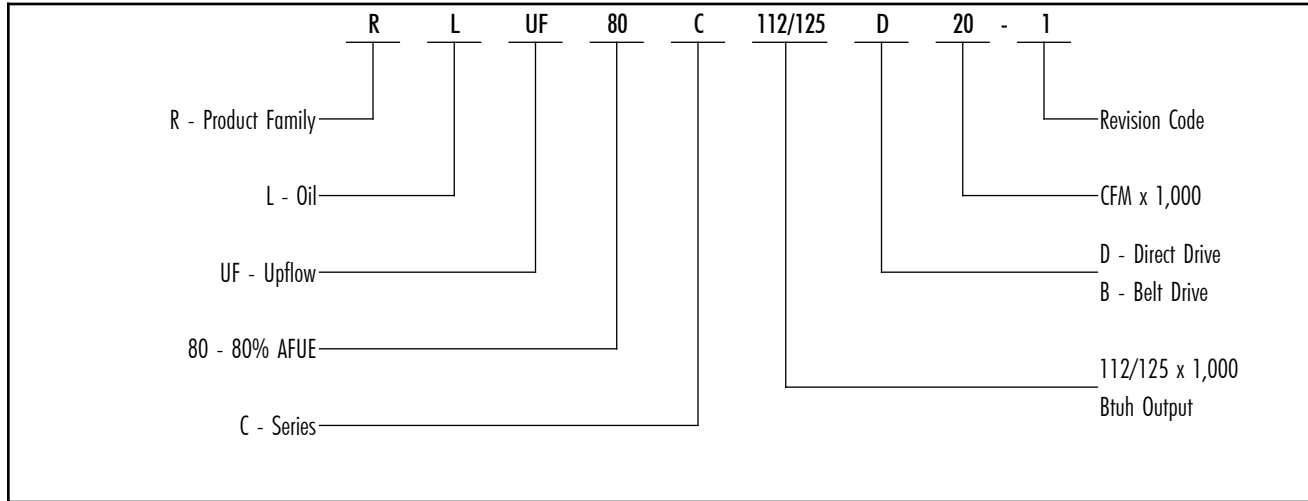 R L UF 80 C 112/125 D 20 - 1
R - Product Family
Revision Code
L - Oil
CFM x 1,000
UF - Upflow
D - Direct Drive
B - Belt Drive
80 - 80% AFUE
112/125 x 1,000
Btuh Output
C - Series